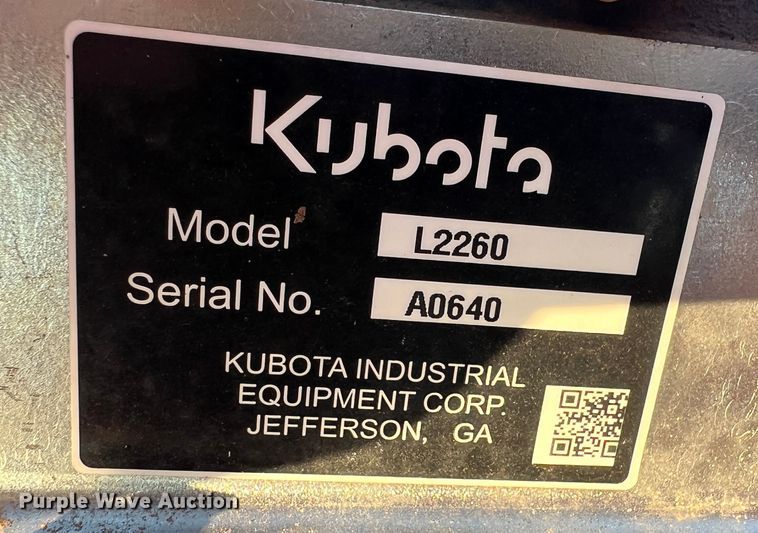 Kubota
Model L2260
Serial No. A0640
KUBOTA INDUSTRIAL
EQUIPMENT CORP.
JEFFERSON, GA
Purple Wave Auction